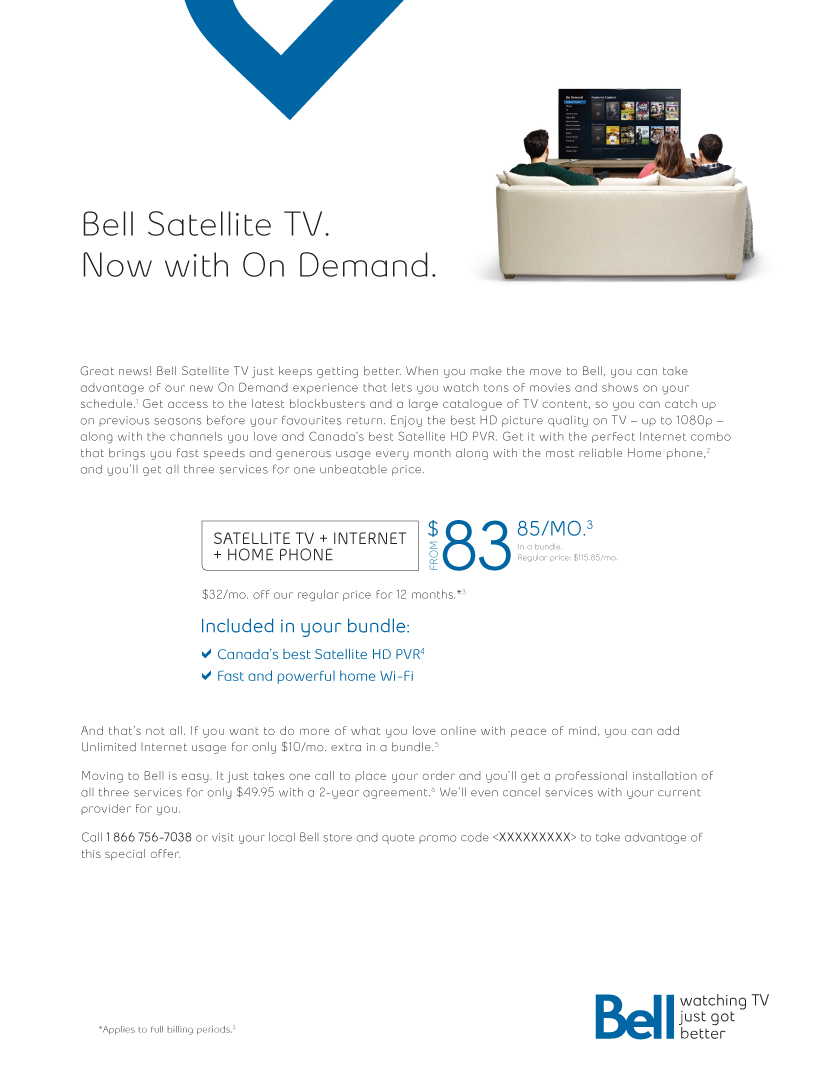 Bell Satellite TV.
Now with On Demand.
Great news! Bell Satellite TV just keeps getting better. When you make the move to Bell, you can take
advantage of our new On Demand experience that lets you watch tons of movies and shows on your
schedule.¹ Get access to the latest blockbusters and a large catalogue of TV content, so you can catch up
on previous seasons before your favourites return. Enjoy the best HD picture quality on TV – up to 1080p –
along with the channels you love and Canada's best Satellite HD PVR. Get it with the perfect Internet combo
that brings you fast speeds and generous usage every month along with the most reliable Home phone,²
and you'll get all three services for one unbeatable price.
SATELLITE TV + INTERNET
+ HOME PHONE
FROM $83 85/MO.³
In a bundle.
Regular price: $115.85/mo.
$32/mo. off our regular price for 12 months.*³
Included in your bundle:
Canada's best Satellite HD PVR⁴
Fast and powerful home Wi-Fi
And that's not all. If you want to do more of what you love online with peace of mind, you can add
Unlimited Internet usage for only $10/mo. extra in a bundle.⁵
Moving to Bell is easy. It just takes one call to place your order and you'll get a professional installation of
all three services for only $49.95 with a 2-year agreement.⁶ We'll even cancel services with your current
provider for you.
Call 1 866 756-7038 or visit your local Bell store and quote promo code <XXXXXXXXX> to take advantage of
this special offer.
*Applies to full billing periods.³
Bell
watching TV
just got
better